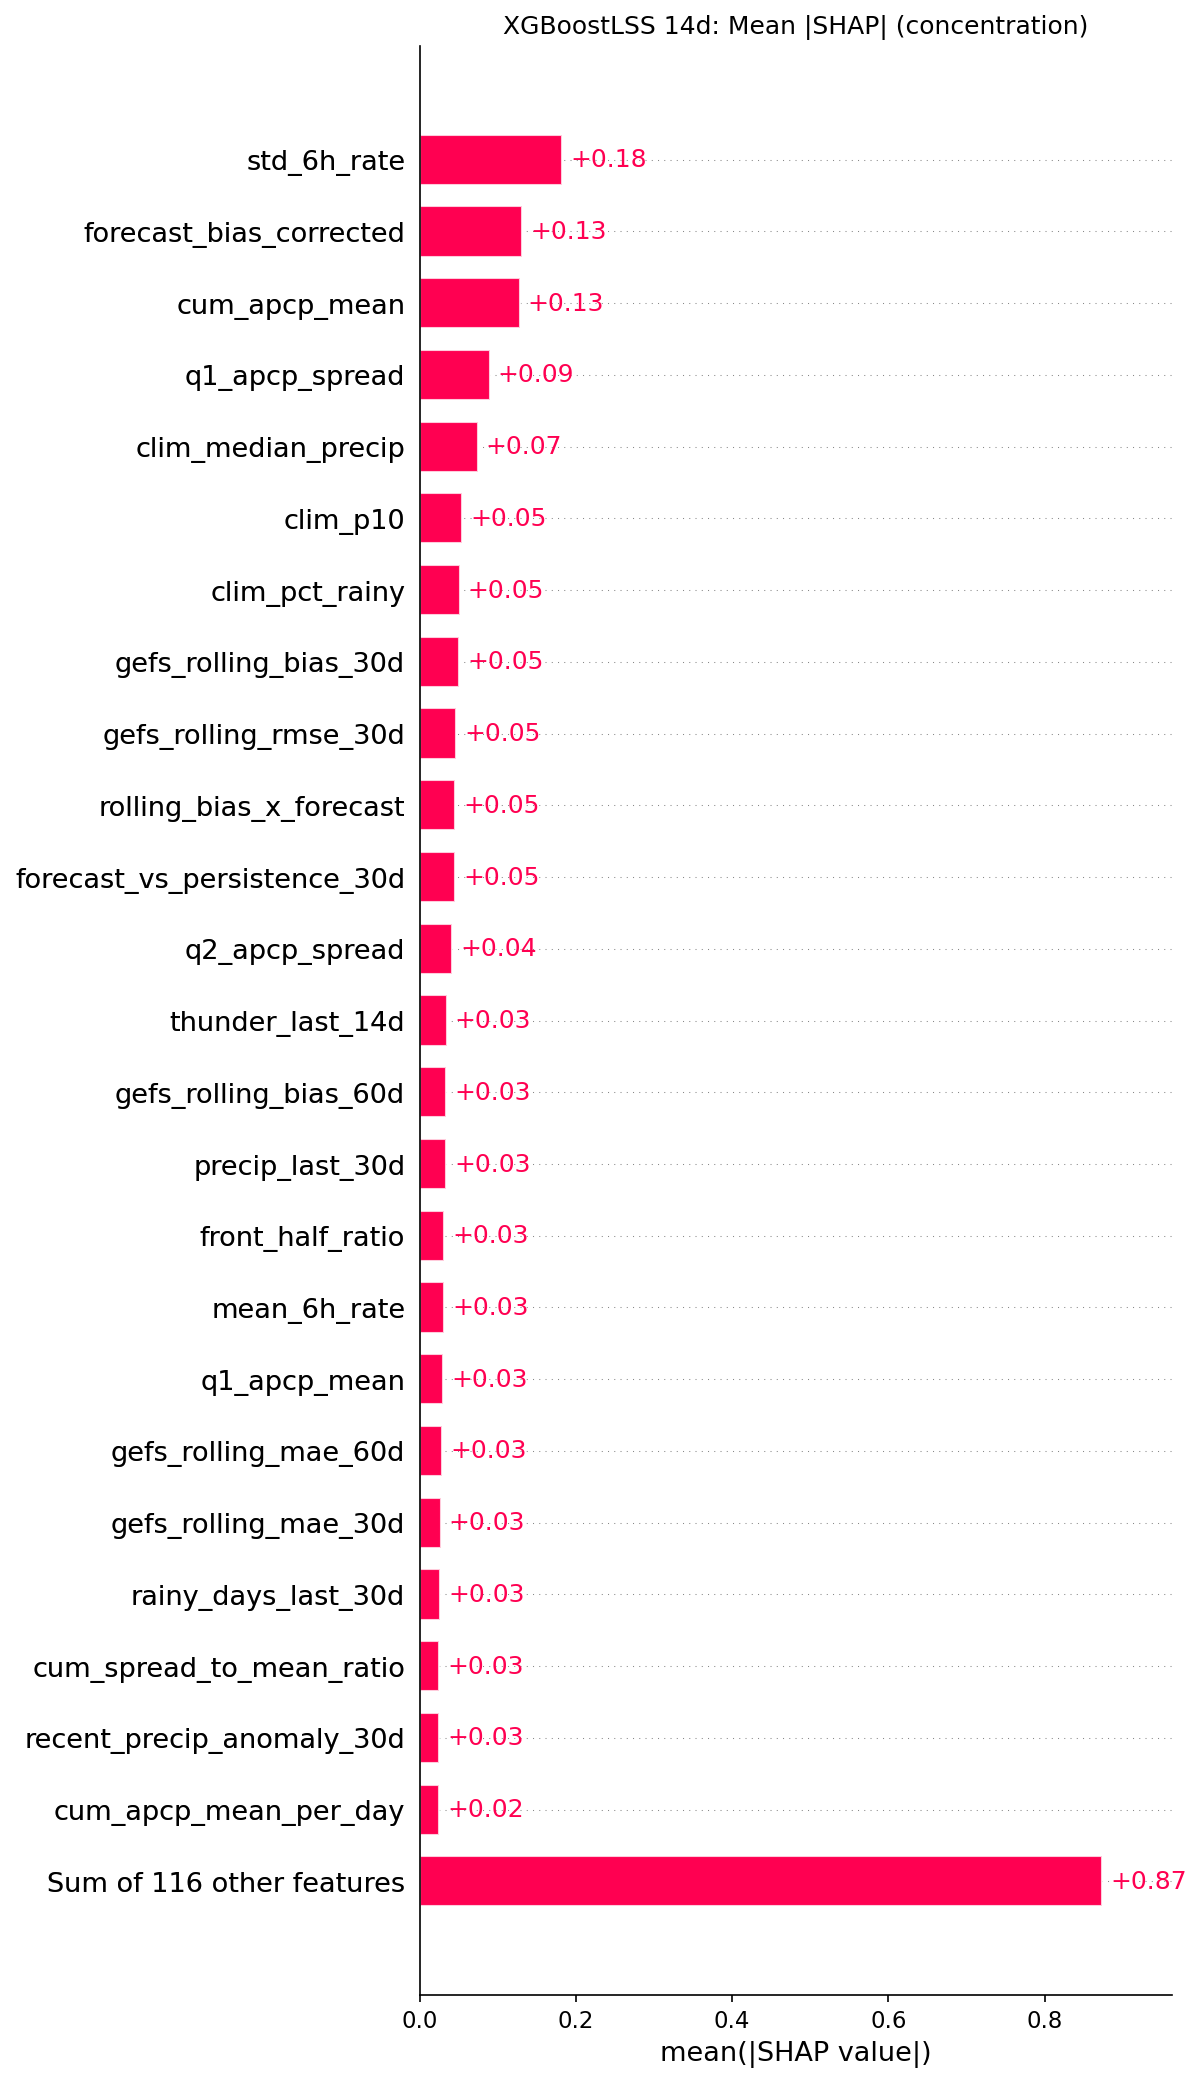 XGBoostLSS 14d: Mean |SHAP| (concentration)
std_6h_rate +0.18
forecast_bias_corrected +0.13
cum_apcp_mean +0.13
q1_apcp_spread +0.09
clim_median_precip +0.07
clim_p10 +0.05
clim_pct_rainy +0.05
gefs_rolling_bias_30d +0.05
gefs_rolling_rmse_30d +0.05
rolling_bias_x_forecast +0.05
forecast_vs_persistence_30d +0.05
q2_apcp_spread +0.04
thunder_last_14d +0.03
gefs_rolling_bias_60d +0.03
precip_last_30d +0.03
front_half_ratio +0.03
mean_6h_rate +0.03
q1_apcp_mean +0.03
gefs_rolling_mae_60d +0.03
gefs_rolling_mae_30d +0.03
rainy_days_last_30d +0.03
cum_spread_to_mean_ratio +0.03
recent_precip_anomaly_30d +0.03
cum_apcp_mean_per_day +0.02
Sum of 116 other features +0.87
0.0 0.2 0.4 0.6 0.8
mean(|SHAP value|)